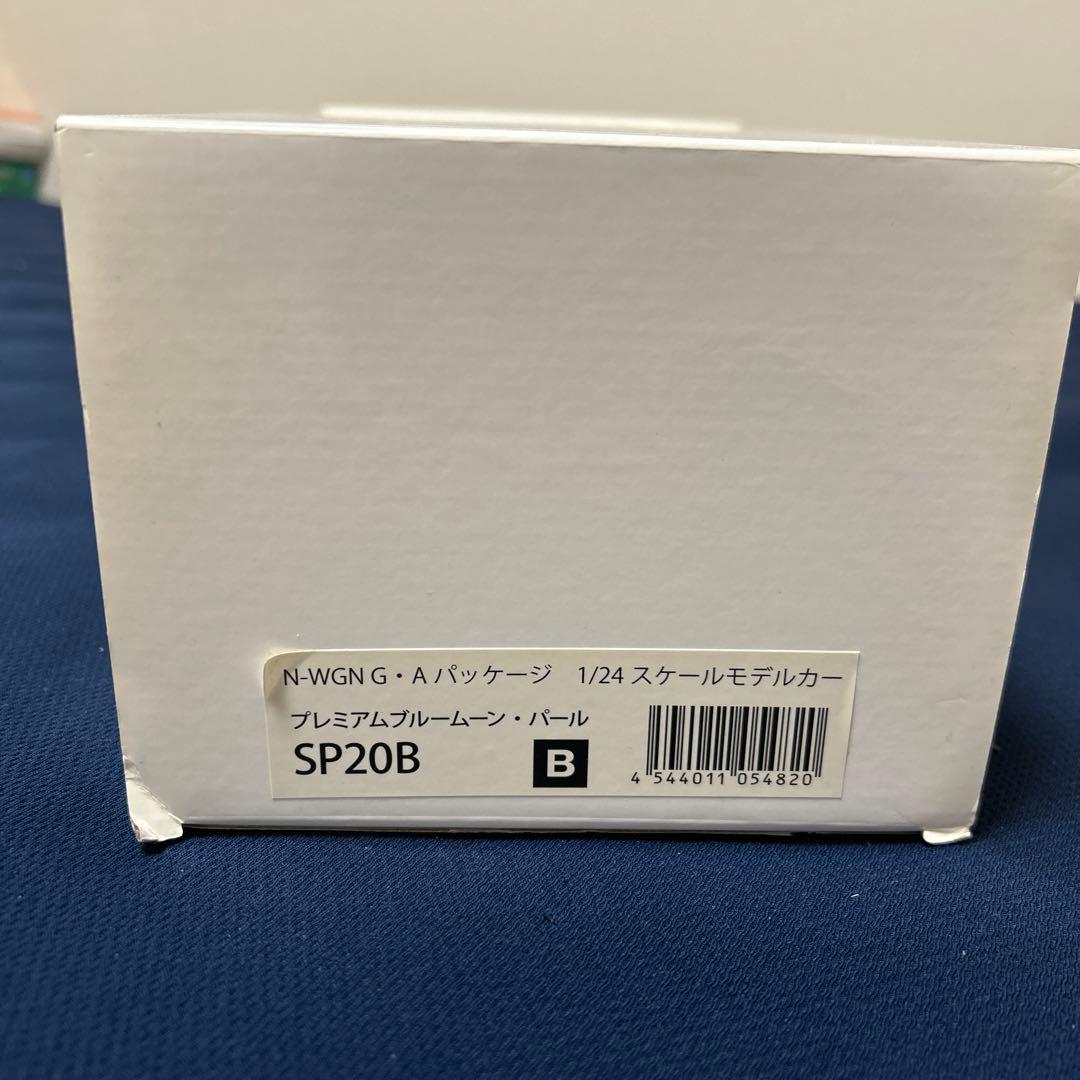 N-WGN G・A パッケージ　1/24 スケールモデルカー
プレミアムブルームーン・パール
SP20B
B
4 544011 054820